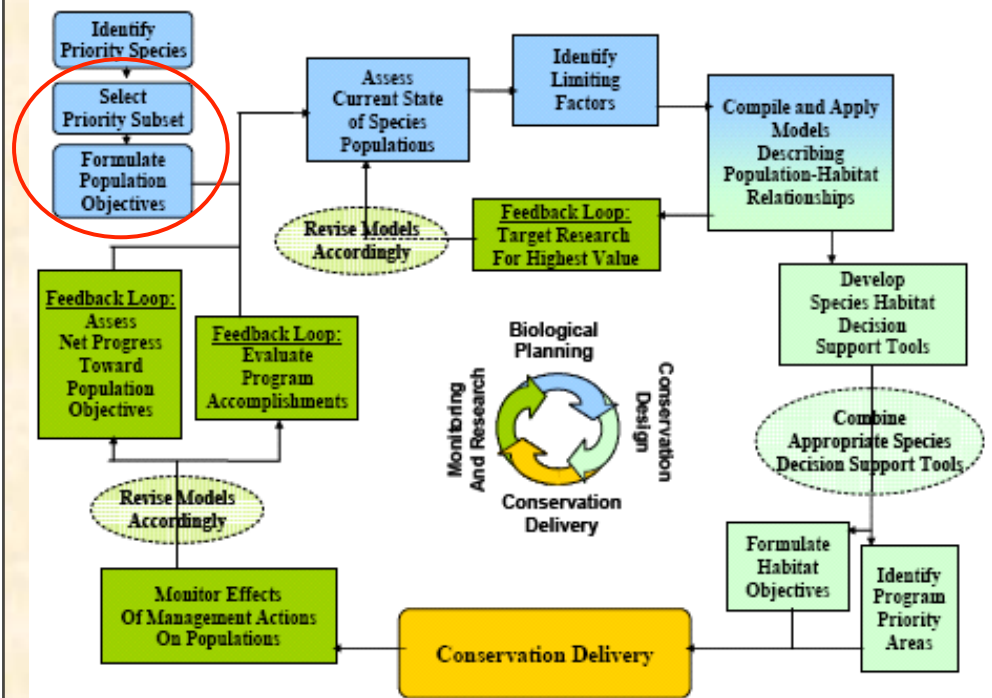 Identify
Priority Species
Select
Priority Subset
Formulate
Population
Objectives
Assess
Current State
of Species
Populations
Identify
Limiting
Factors
Compile and Apply
Models
Describing
Population-Habitat
Relationships
Revise Models
Accordingly
Feedback Loop:
Target Research
For Highest Value
Feedback Loop:
Assess
Net Progress
Toward
Population
Objectives
Feedback Loop:
Evaluate
Program
Accomplishments
Develop
Species Habitat
Decision
Support Tools
Biological
Planning
Conservation
Design
Monitoring
And Research
Conservation
Delivery
Combine
Appropriate Species
Decision Support Tools
Revise Models
Accordingly
Formulate
Habitat
Objectives
Identify
Program
Priority
Areas
Monitor Effects
Of Management Actions
On Populations
Conservation Delivery